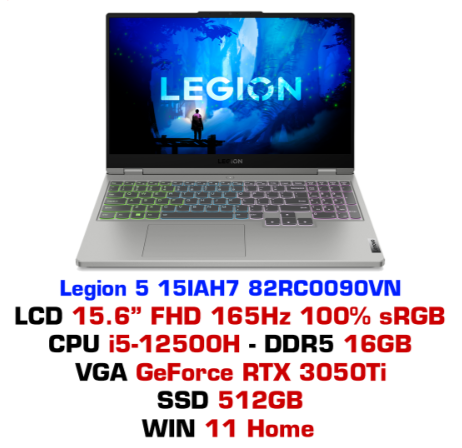 LEGION
LEGION
Legion 5 15IAH7 82RC0090VN
LCD 15.6” FHD 165Hz 100% sRGB
CPU i5-12500H - DDR5 16GB
VGA GeForce RTX 3050Ti
SSD 512GB
WIN 11 Home